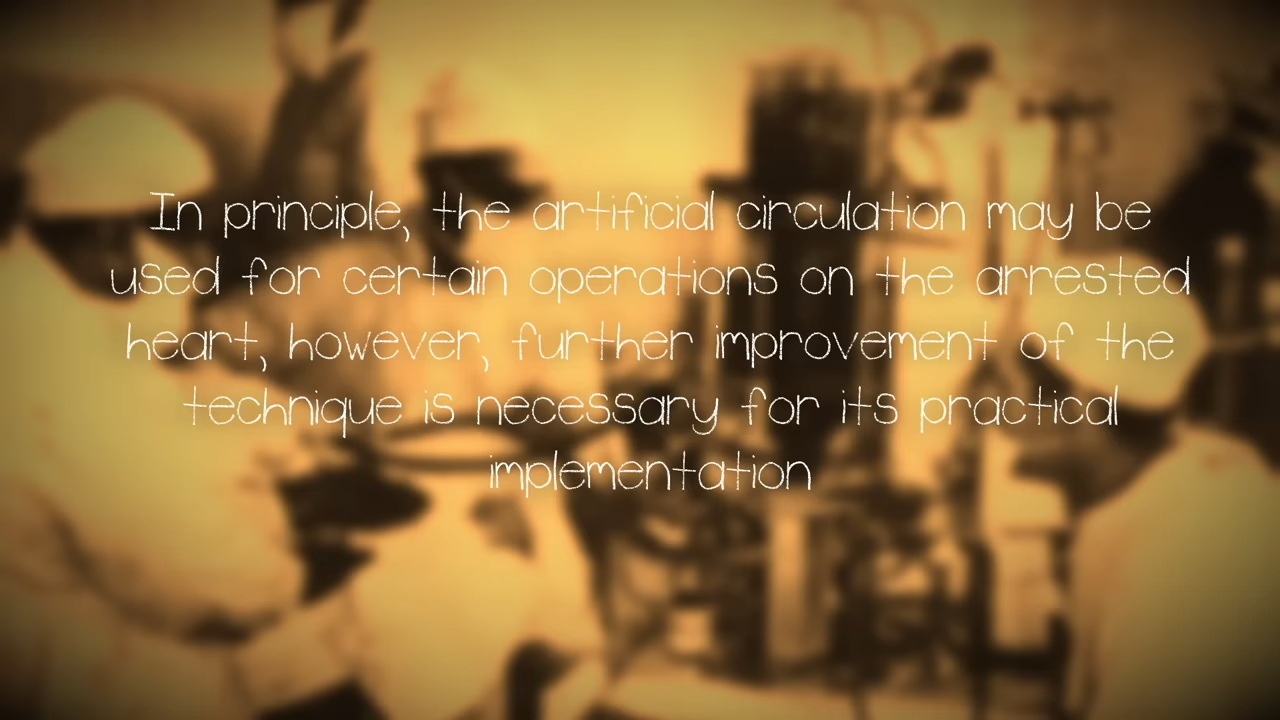 In principle, the artificial circulation may be
used for certain operations on the arrested
heart, however, further improvement of the
technique is necessary for its practical
implementation